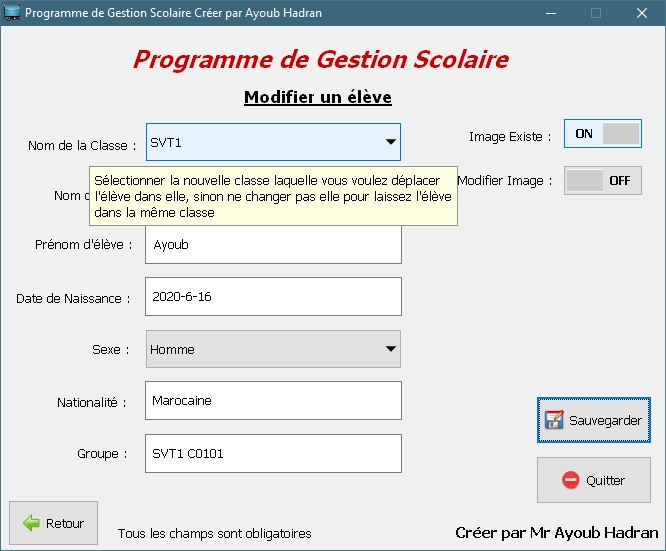 Programme de Gestion Scolaire Créer par Ayoub Hadran
Programme de Gestion Scolaire
Modifier un élève
Nom de la Classe : SVT1
Image Existe : ON
Sélectionner la nouvelle classe laquelle vous voulez déplacer
l'élève dans elle, sinon ne changer pas elle pour laissez l'élève
dans la même classe
Modifier Image : OFF
Nom d
Prénom d'élève : Ayoub
Date de Naissance : 2020-6-16
Sexe : Homme
Nationalité : Marocaine
Groupe : SVT1 C0101
Sauvegarder
Quitter
Retour
Tous les champs sont obligatoires
Créer par Mr Ayoub Hadran